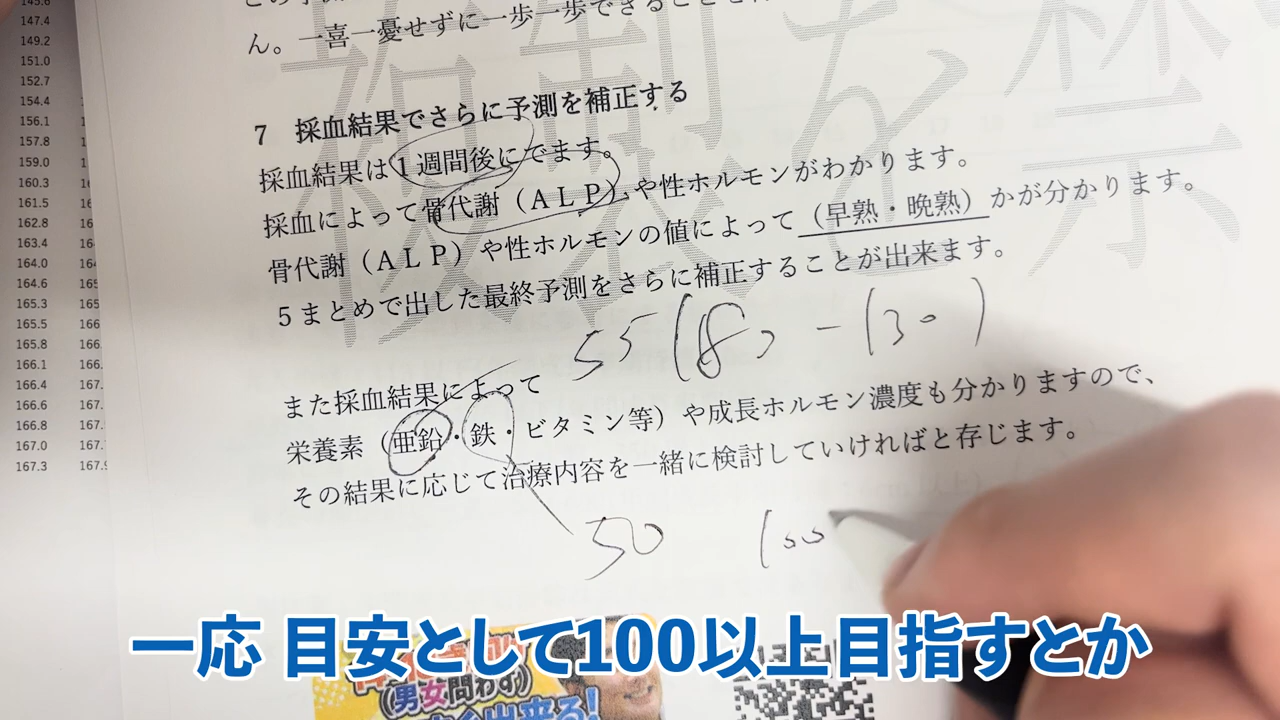 145.6
147.4
149.2
151.0
152.7
154.4
156.1
157.8
159.0
160.3
161.5
162.8
163.4
164.0
164.6
165.3
165.5
166.1
166.4
166.6
166.8
167.0
167.3
ん。一喜一憂せずに一歩一歩できること
7 採血結果でさらに予測を補正する
採血結果は1週間後にでます。
採血によって骨代謝(ALP)や性ホルモンがわかります。
骨代謝(ALP)や性ホルモンの値によって(早熟・晩熟)かが分かります。
5まとめで出した最終予測をさらに補正することが出来ます。
55 (80-130)
また採血結果によって
栄養素(亜鉛・鉄・ビタミン等)や成長ホルモン濃度も分かりますので、
その結果に応じて治療内容を一緒に検討していければと存じます。
50 100
複製を禁
一応 目安として100以上目指すとか
(男女問わず)
出来る!